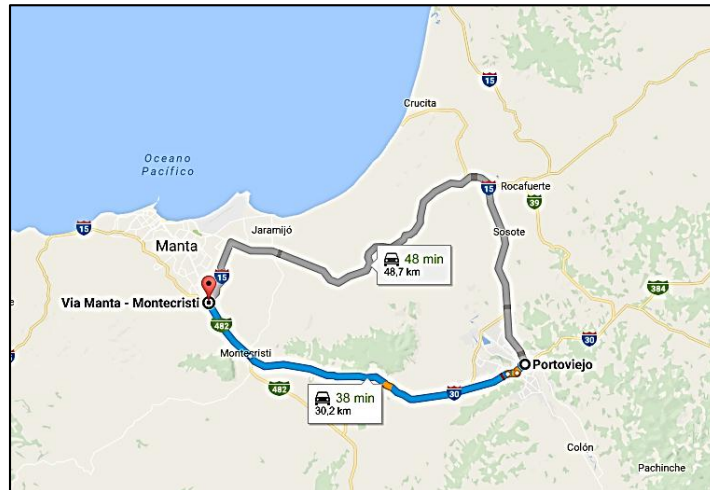 15
Crucita
Oceano
Pacífico
Rocafuerte
15
39
Jaramijó
Sosote
15
Manta
48 min
48,7 km
15
384
Via Manta - Montecristi
482
30
Montecristi
Portoviejo
482
38 min
30,2 km
30
Colón
Pachinche